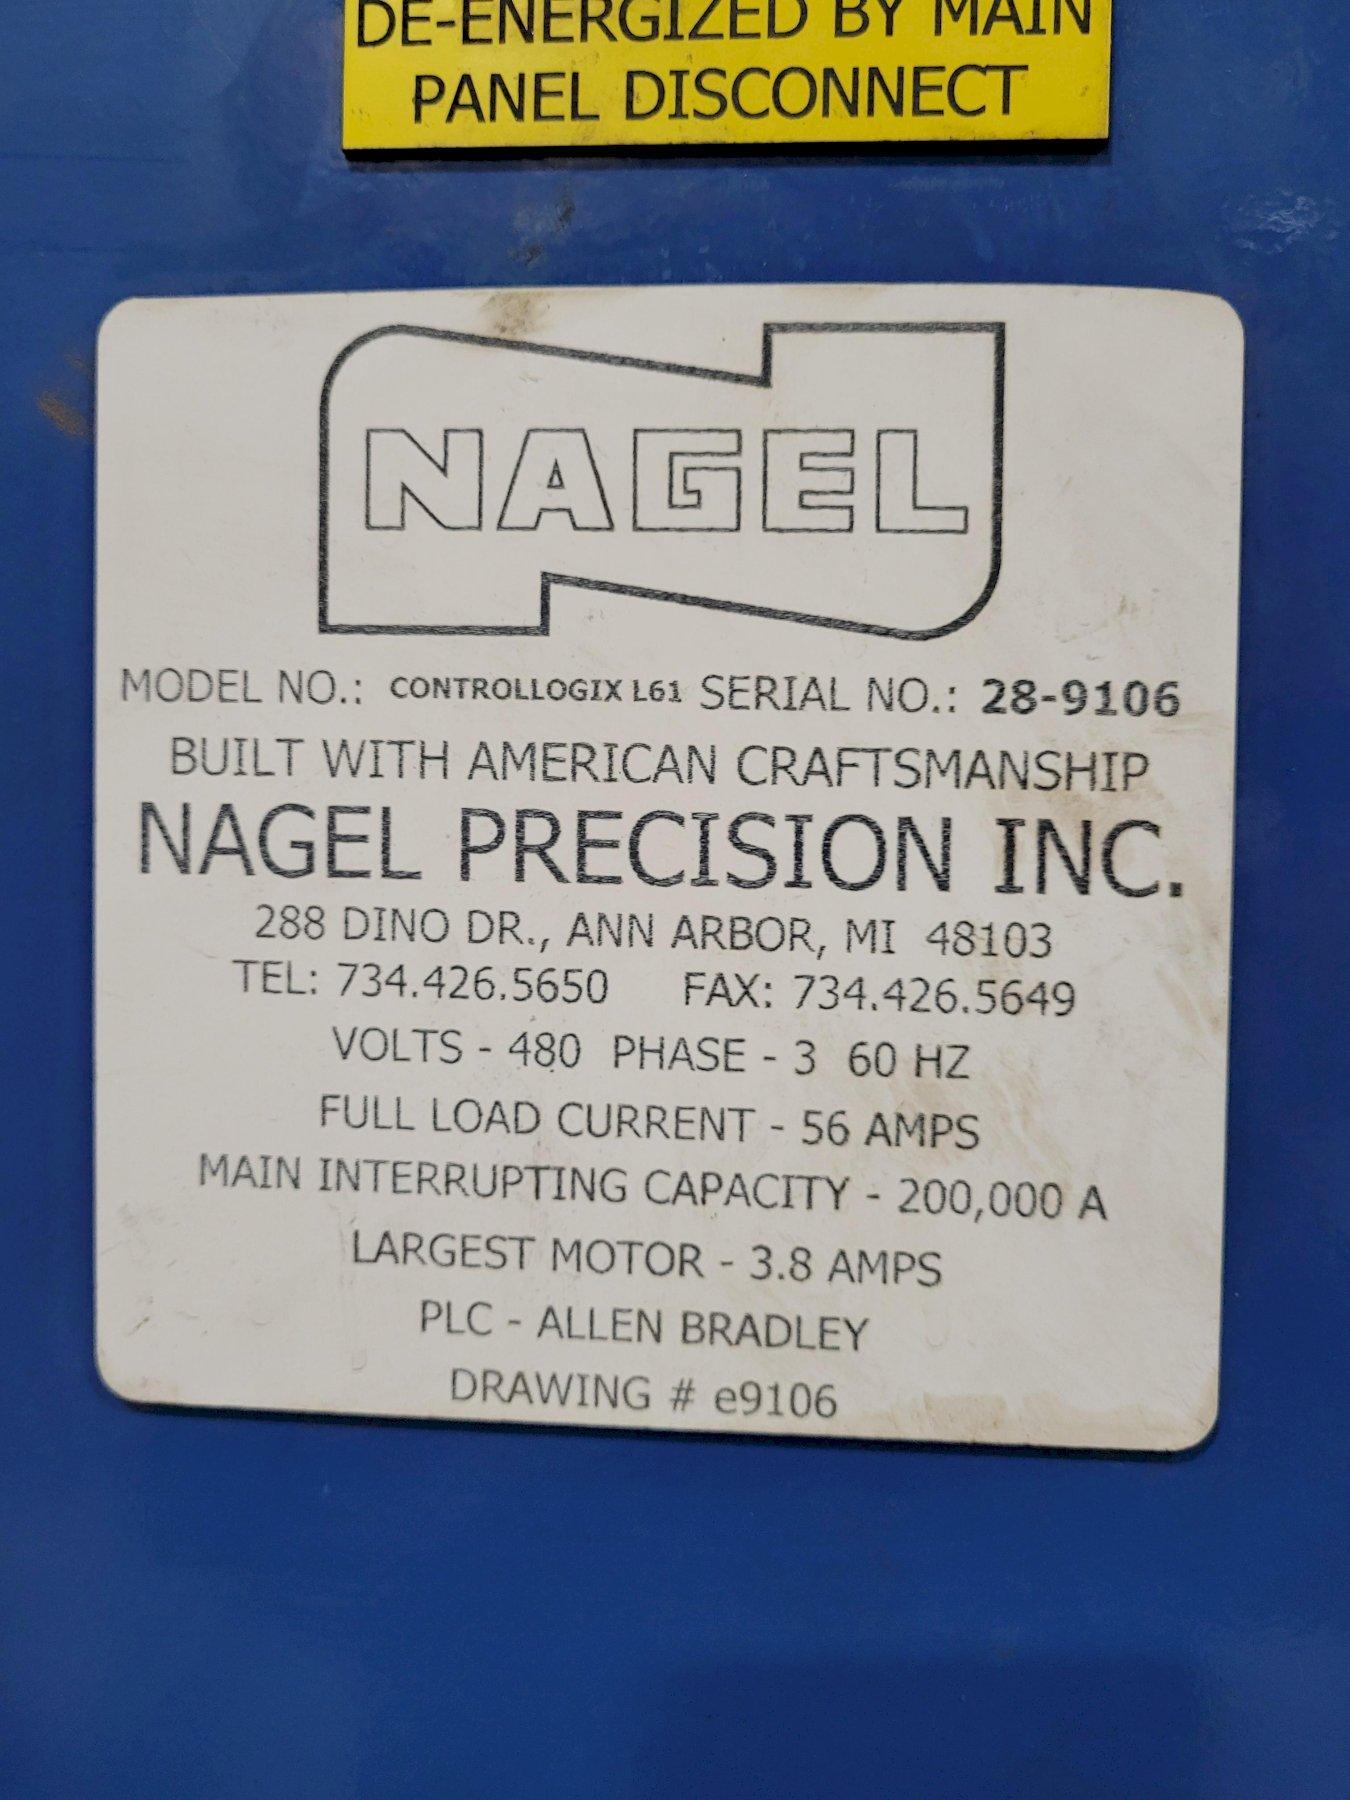 DE-ENERGIZED BY MAIN
PANEL DISCONNECT
NAGEL
MODEL NO.: CONTROLLOGIX L61 SERIAL NO.: 28-9106
BUILT WITH AMERICAN CRAFTSMANSHIP
NAGEL PRECISION INC.
288 DINO DR., ANN ARBOR, MI 48103
TEL: 734.426.5650 FAX: 734.426.5649
VOLTS - 480 PHASE - 3 60 HZ
FULL LOAD CURRENT - 56 AMPS
MAIN INTERRUPTING CAPACITY - 200,000 A
LARGEST MOTOR - 3.8 AMPS
PLC - ALLEN BRADLEY
DRAWING # e9106